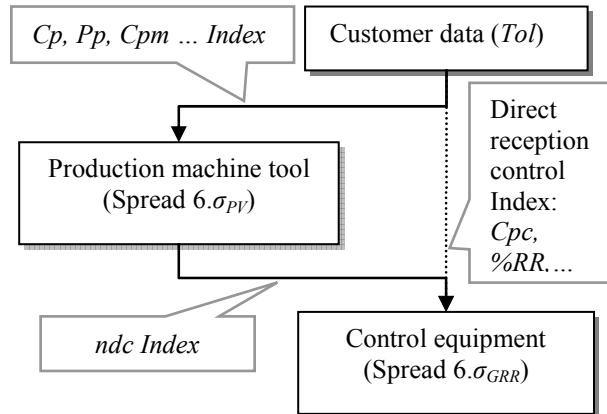 Cp, Pp, Cpm ... Index
Customer data (Tol)
Direct
reception
control
Index:
Cpc,
%RR....
Production machine tool
(Spread 6.σPV)
ndc Index
Control equipment
(Spread 6.σGRR)